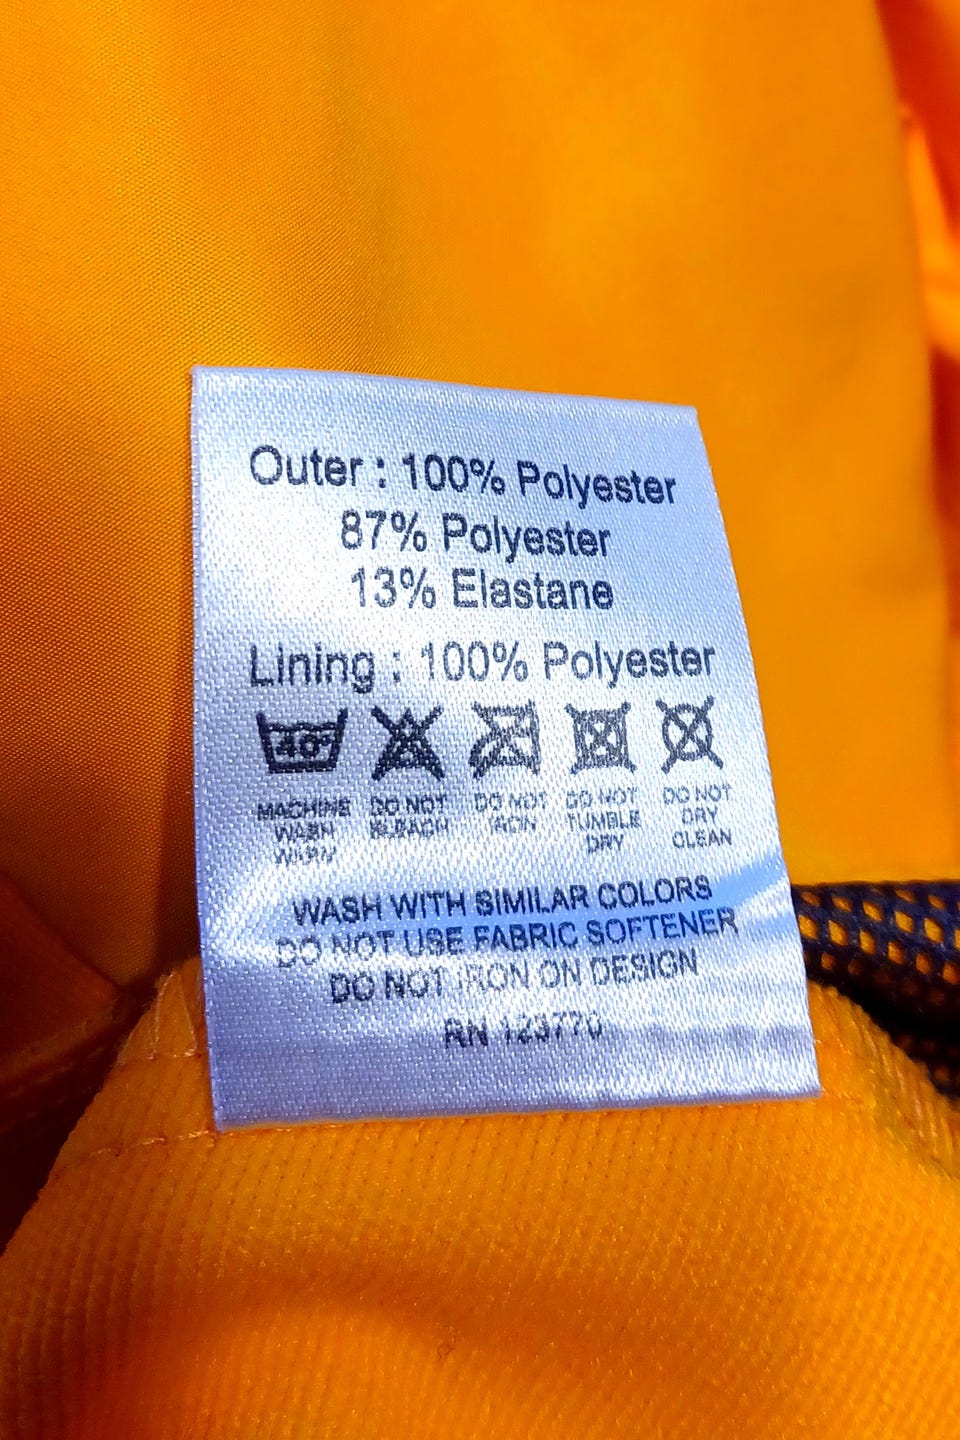 Outer : 100% Polyester
87% Polyester
13% Elastane
Lining : 100% Polyester
40°
MACHINE WASH WARM
DO NOT BLEACH
DO NOT IRON
DO NOT TUMBLE DRY
DO NOT DRY CLEAN
WASH WITH SIMILAR COLORS
DO NOT USE FABRIC SOFTENER
DO NOT IRON ON DESIGN
RN 123770